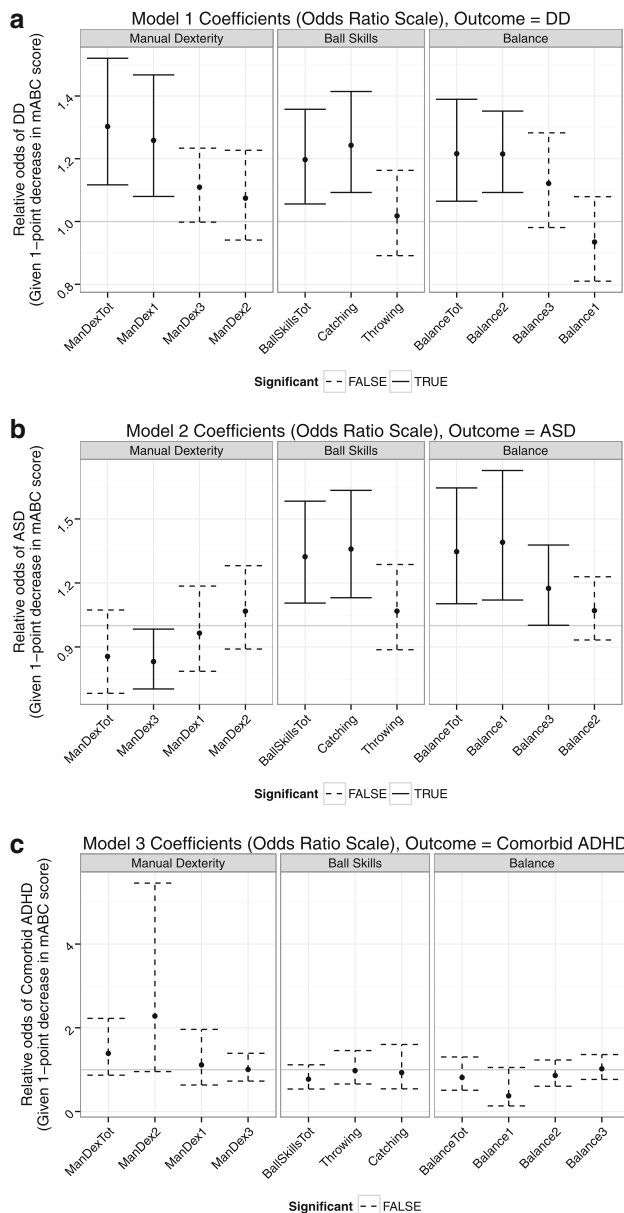 a
Model 1 Coefficients (Odds Ratio Scale), Outcome = DD
Manual Dexterity
Ball Skills
Balance
Relative odds of DD
(Given 1−point decrease in mABC score)
1.4
1.2
1.0
0.8
ManDexTot
ManDex1
ManDex3
ManDex2
BallSkillsTot
Catching
Throwing
BalanceTot
Balance2
Balance3
Balance1
Significant FALSE TRUE
b
Model 2 Coefficients (Odds Ratio Scale), Outcome = ASD
Manual Dexterity
Ball Skills
Balance
Relative odds of ASD
(Given 1−point decrease in mABC score)
1.5
1.2
0.9
ManDexTot
ManDex3
ManDex1
ManDex2
BallSkillsTot
Catching
Throwing
BalanceTot
Balance1
Balance3
Balance2
Significant FALSE TRUE
c
Model 3 Coefficients (Odds Ratio Scale), Outcome = Comorbid ADHD
Manual Dexterity
Ball Skills
Balance
Relative odds of Comorbid ADHD
(Given 1−point decrease in mABC score)
4
2
1
0
ManDexTot
ManDex2
ManDex1
ManDex3
BallSkillsTot
Throwing
Catching
BalanceTot
Balance1
Balance2
Balance3
Significant FALSE